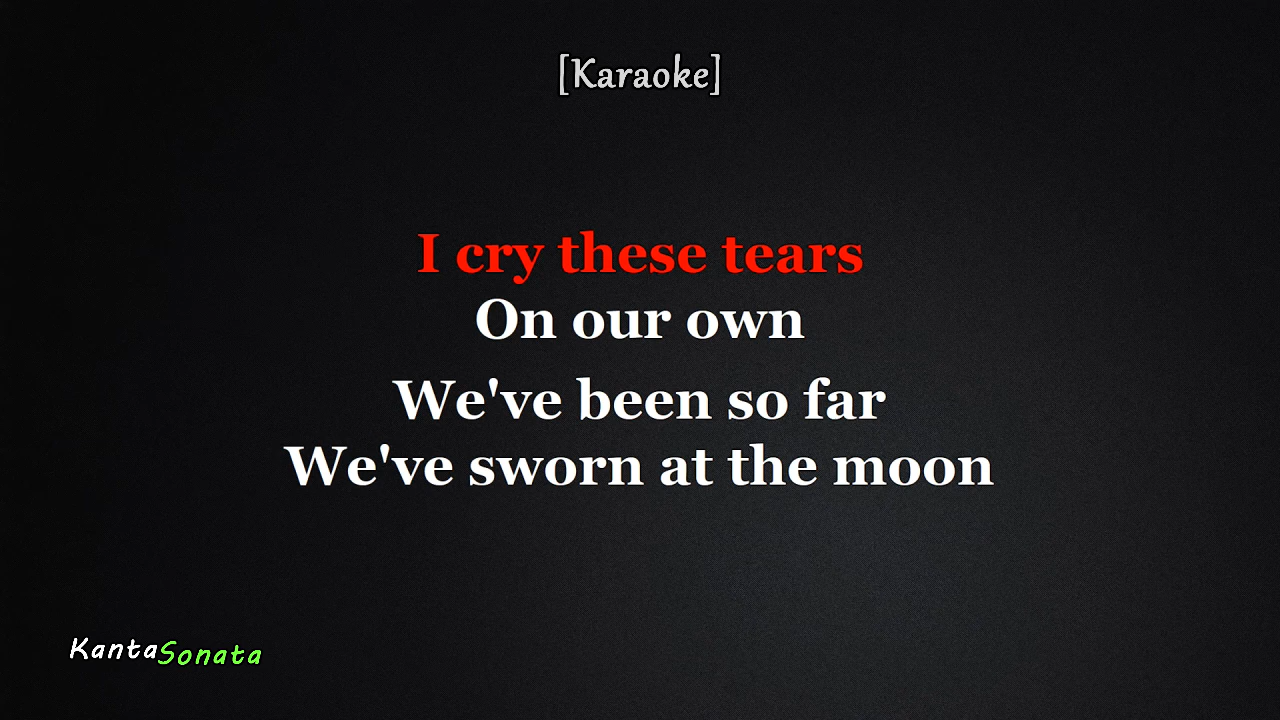 [Karaoke]
I cry these tears
On our own
We've been so far
We've sworn at the moon
KantaSonata